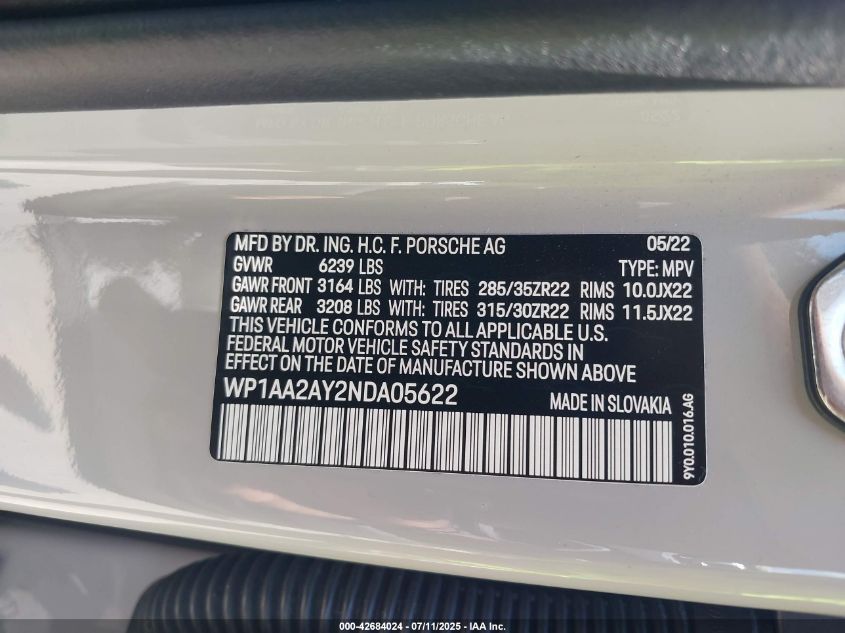 MFD BY DR. ING. H.C. F. PORSCHE AG 05/22
GVWR 6239 LBS TYPE: MPV
GAWR FRONT 3164 LBS WITH: TIRES 285/35ZR22 RIMS 10.0JX22
GAWR REAR 3208 LBS WITH: TIRES 315/30ZR22 RIMS 11.5JX22
THIS VEHICLE CONFORMS TO ALL APPLICABLE U.S.
FEDERAL MOTOR VEHICLE SAFETY STANDARDS IN
EFFECT ON THE DATE OF MANUFACTURE SHOWN ABOVE
WP1AA2AY2NDA05622 MADE IN SLOVAKIA
9Y0.010.016.AG
000-42684024 - 07/11/2025 - IAA Inc.